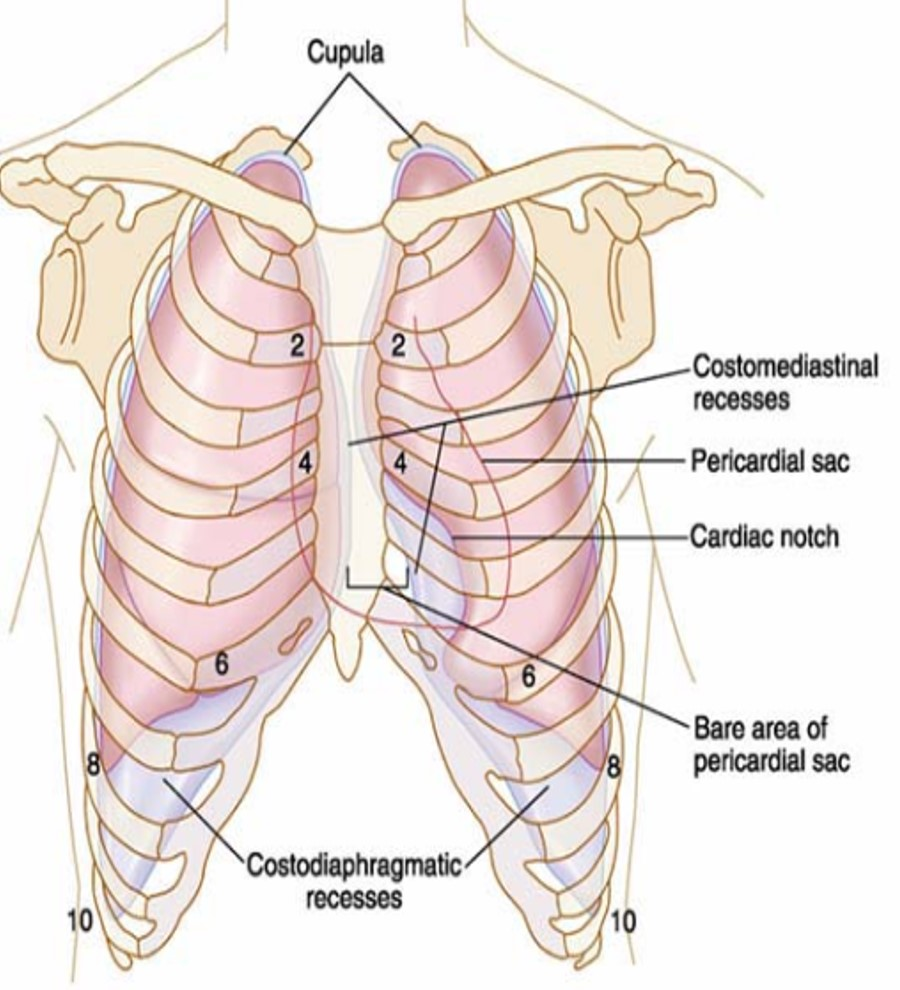 Cupula
2 2
Costomediastinal
recesses
4 4
Pericardial sac
Cardiac notch
6
6
Bare area of
pericardial sac
8 8
Costodiaphragmatic
recesses
10 10